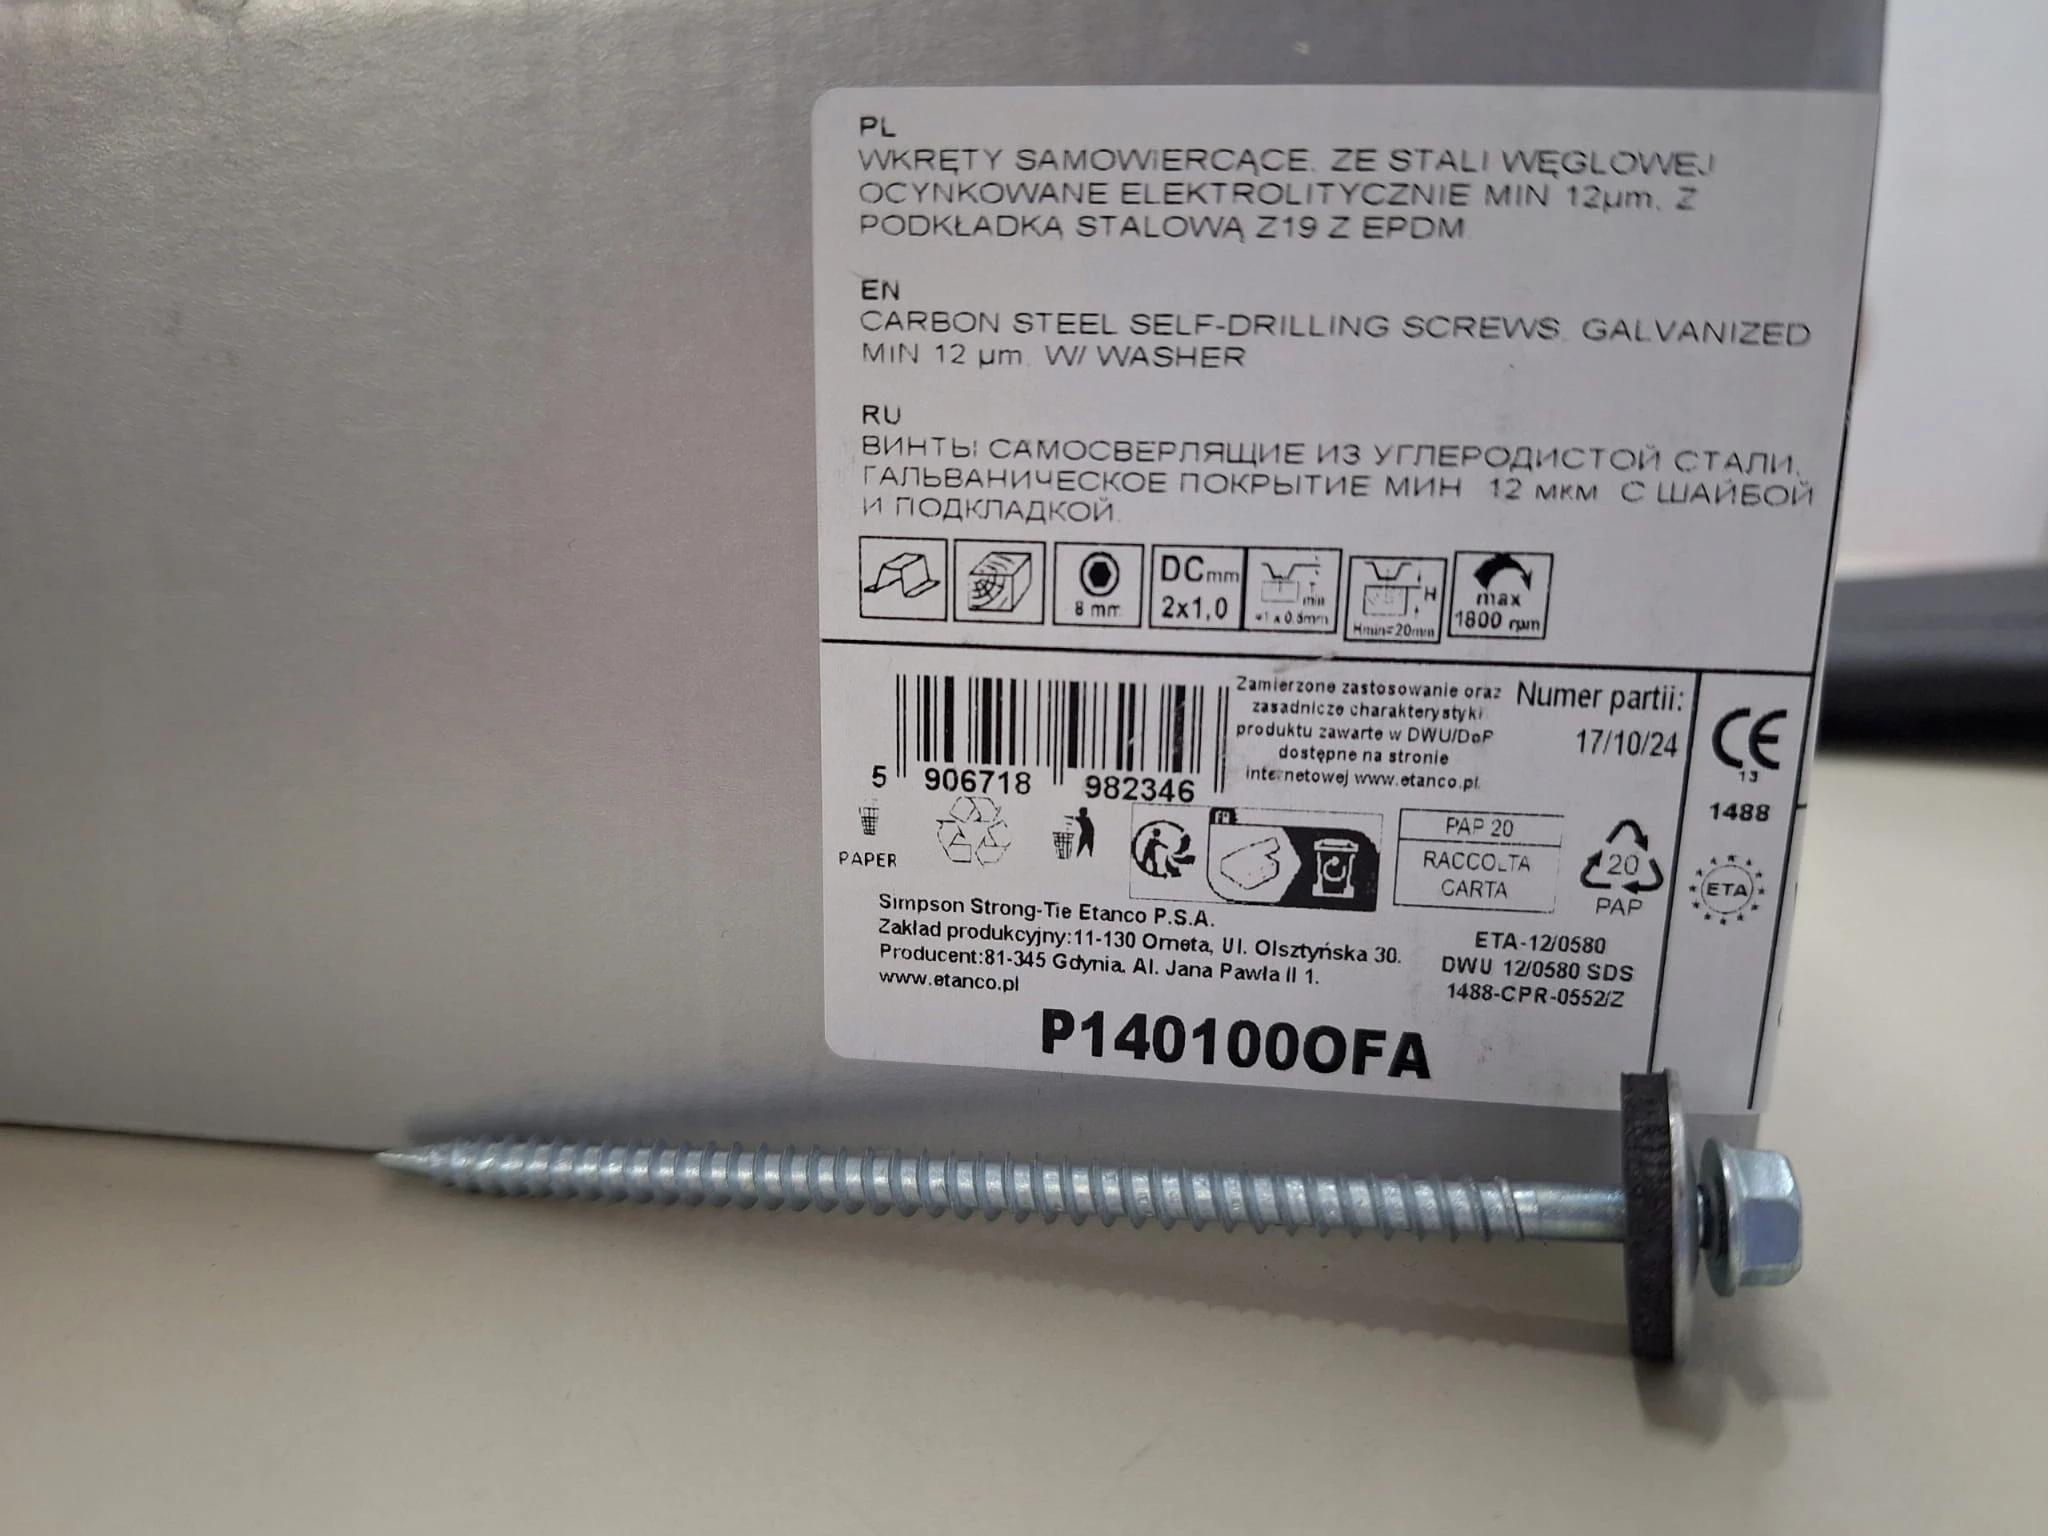 PL
WKRĘTY SAMOWIERCĄCE. ZE STALI WĘGLOWEJ
OCYNKOWANE ELEKTROLITYCZNIE MIN 12µm. Z
PODKŁADKĄ STALOWĄ Z19 Z EPDM
EN
CARBON STEEL SELF-DRILLING SCREWS. GALVANIZED
MIN 12 µm. W/ WASHER
RU
ВИНТЫ САМОСВЕРЛЯЩИЕ ИЗ УГЛЕРОДИСТОЙ СТАЛИ.
ГАЛЬВАНИЧЕСКОЕ ПОКРЫТИЕ МИН 12 мкм С ШАЙБОЙ
И ПОДКЛАДКОЙ.
8 mm
DC mm
2x1,0
min
H
Hmin=20mm
max
1800 rpm
Zamierzone zastosowanie oraz
zasadnicze charakterystyki
produktu zawarte w DWU/DoP
dostępne na stronie
internetowej www.etanco.pl
Numer partii:
17/10/24
CE
13
1488
5 906718 982346
PAPER
FR
PAP 20
RACCOLTA
CARTA
20
PAP
ETA
Simpson Strong-Tie Etanco P.S.A.
Zakład produkcyjny:11-130 Orneta, Ul. Olsztyńska 30.
Producent:81-345 Gdynia. Al. Jana Pawła II 1.
www.etanco.pl
ETA-12/0580
DWU 12/0580 SDS
1488-CPR-0552/Z
P140100OFA